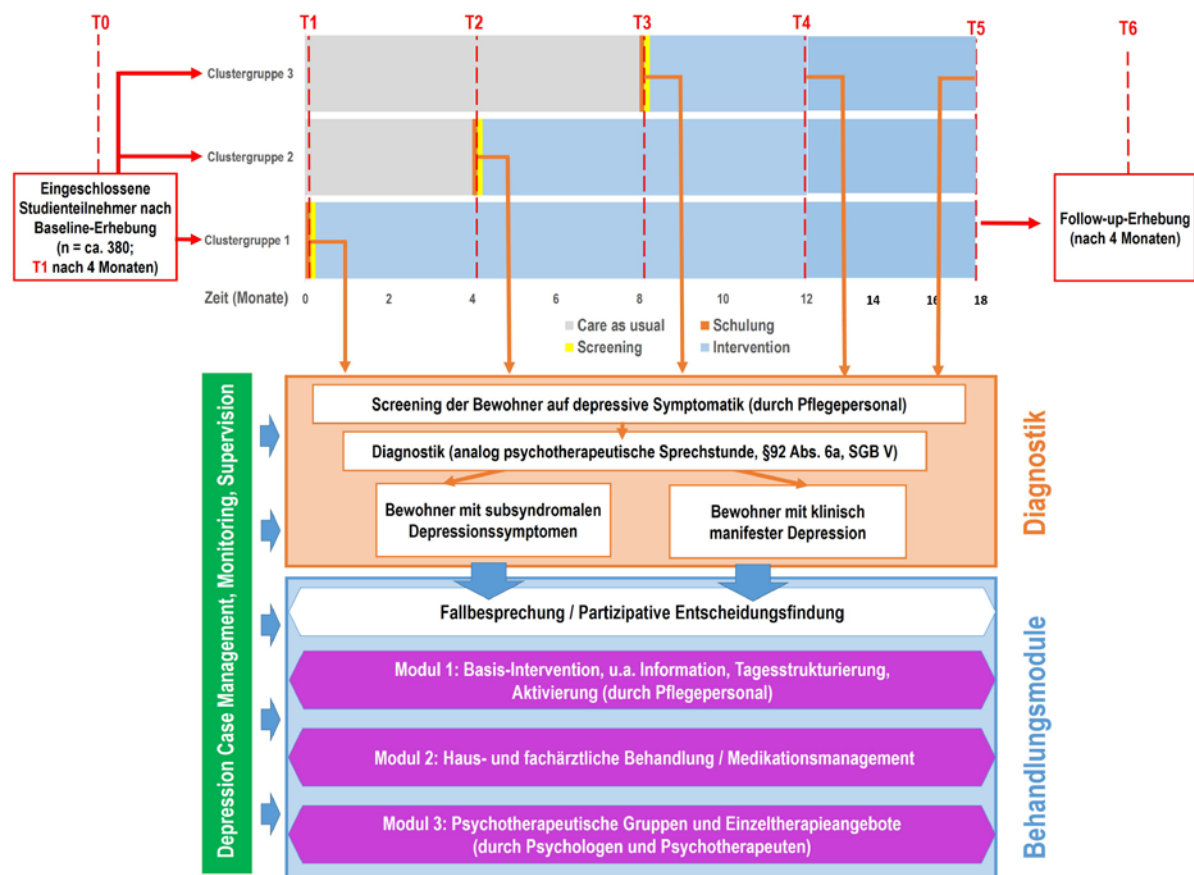 T0
T1
T2
T3
T4
T5
T6
Clustergruppe 3
Clustergruppe 2
Clustergruppe 1
Eingeschlossene
Studienteilnehmer nach
Baseline-Erhebung
(n = ca. 380;
T1 nach 4 Monaten)
Follow-up-Erhebung
(nach 4 Monaten)
Zeit (Monate)
0 2 4 6 8 10 12 14 16 18
Care as usual
Schulung
Screening
Intervention
Depression Case Management, Monitoring, Supervision
Screening der Bewohner auf depressive Symptomatik (durch Pflegepersonal)
Diagnostik (analog psychotherapeutische Sprechstunde, §92 Abs. 6a, SGB V)
Bewohner mit subsyndromalen
Depressionssymptomen
Bewohner mit klinisch
manifester Depression
Diagnostik
Fallbesprechung / Partizipative Entscheidungsfindung
Modul 1: Basis-Intervention, u.a. Information, Tagesstrukturierung,
Aktivierung (durch Pflegepersonal)
Modul 2: Haus- und fachärztliche Behandlung / Medikationsmanagement
Modul 3: Psychotherapeutische Gruppen und Einzeltherapieangebote
(durch Psychologen und Psychotherapeuten)
Behandlungsmodule